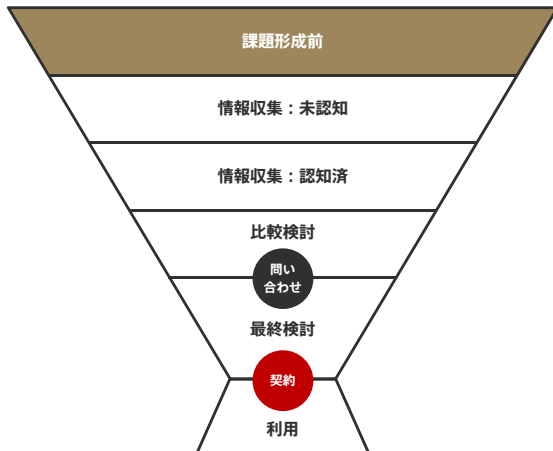 課題形成前
情報収集：未認知
情報収集：認知済
比較検討
問い
合わせ
最終検討
契約
利用